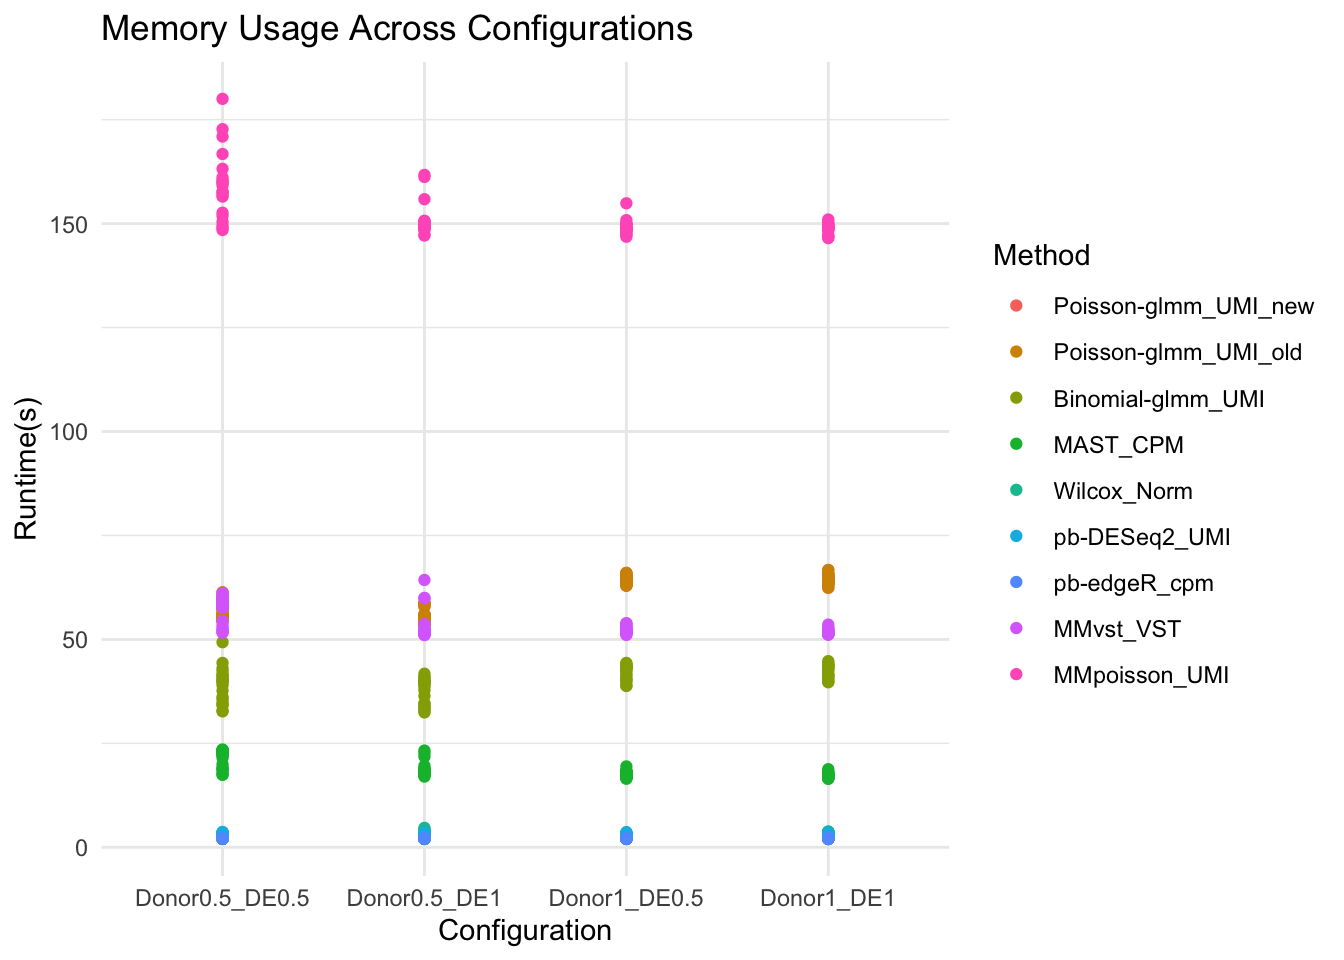 Memory Usage Across Configurations
150
100
50
0
Runtime(s)
Donor0.5_DE0.5
Donor0.5_DE1
Donor1_DE0.5
Donor1_DE1
Configuration
Method
Poisson-glmm_UMI_new
Poisson-glmm_UMI_old
Binomial-glmm_UMI
MAST_CPM
Wilcox_Norm
pb-DESeq2_UMI
pb-edgeR_cpm
MMvst_VST
MMpoisson_UMI